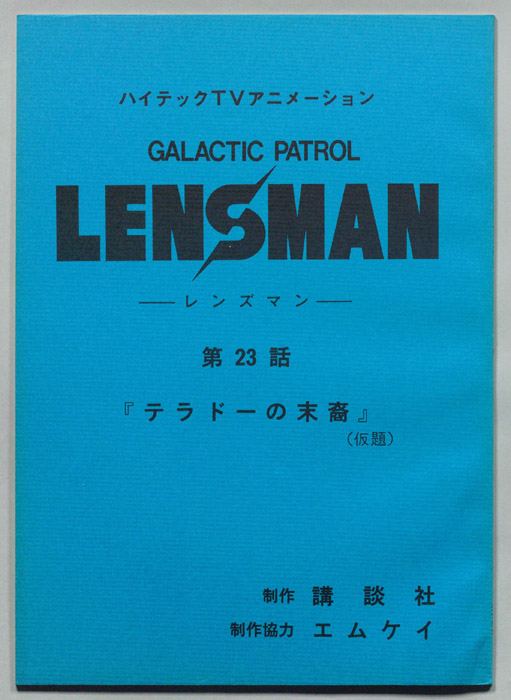 ハイテックTVアニメーション
GALACTIC PATROL
LENSMAN
—レンズマン—
第23話
『テラドーの末裔』
(仮題)
制作 講談社
制作協力 エムケイ